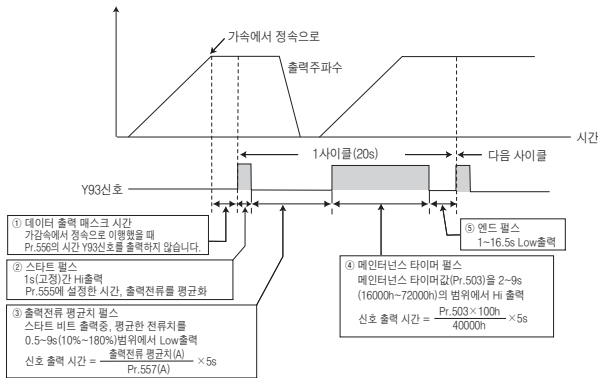 가속에서 정속으로
출력주파수
시간
1사이클(20s)
다음 사이클
Y93신호
① 데이터 출력 매스크 시간
가감속에서 정속으로 이행했을 때
Pr.556의 시간 Y93신호를 출력하지 않습니다.
② 스타트 펄스
1s(고정)간 Hi출력
Pr.555에 설정한 시간, 출력전류를 평균화
③ 출력전류 평균치 펄스
스타트 비트 출력중, 평균한 전류치를
0.5~9s(10%~180%)범위에서 Low출력
신호 출력 시간 = 출력전류 평균치(A) / Pr.557(A) ×5s
④ 메인터넌스 타이머 펄스
메인터넌스 타이머값(Pr.503)을 2~9s
(16000h~72000h)의 범위에서 Hi 출력
신호 출력 시간 = Pr.503×100h / 40000h ×5s
⑤ 엔드 펄스
1~16.5s Low출력